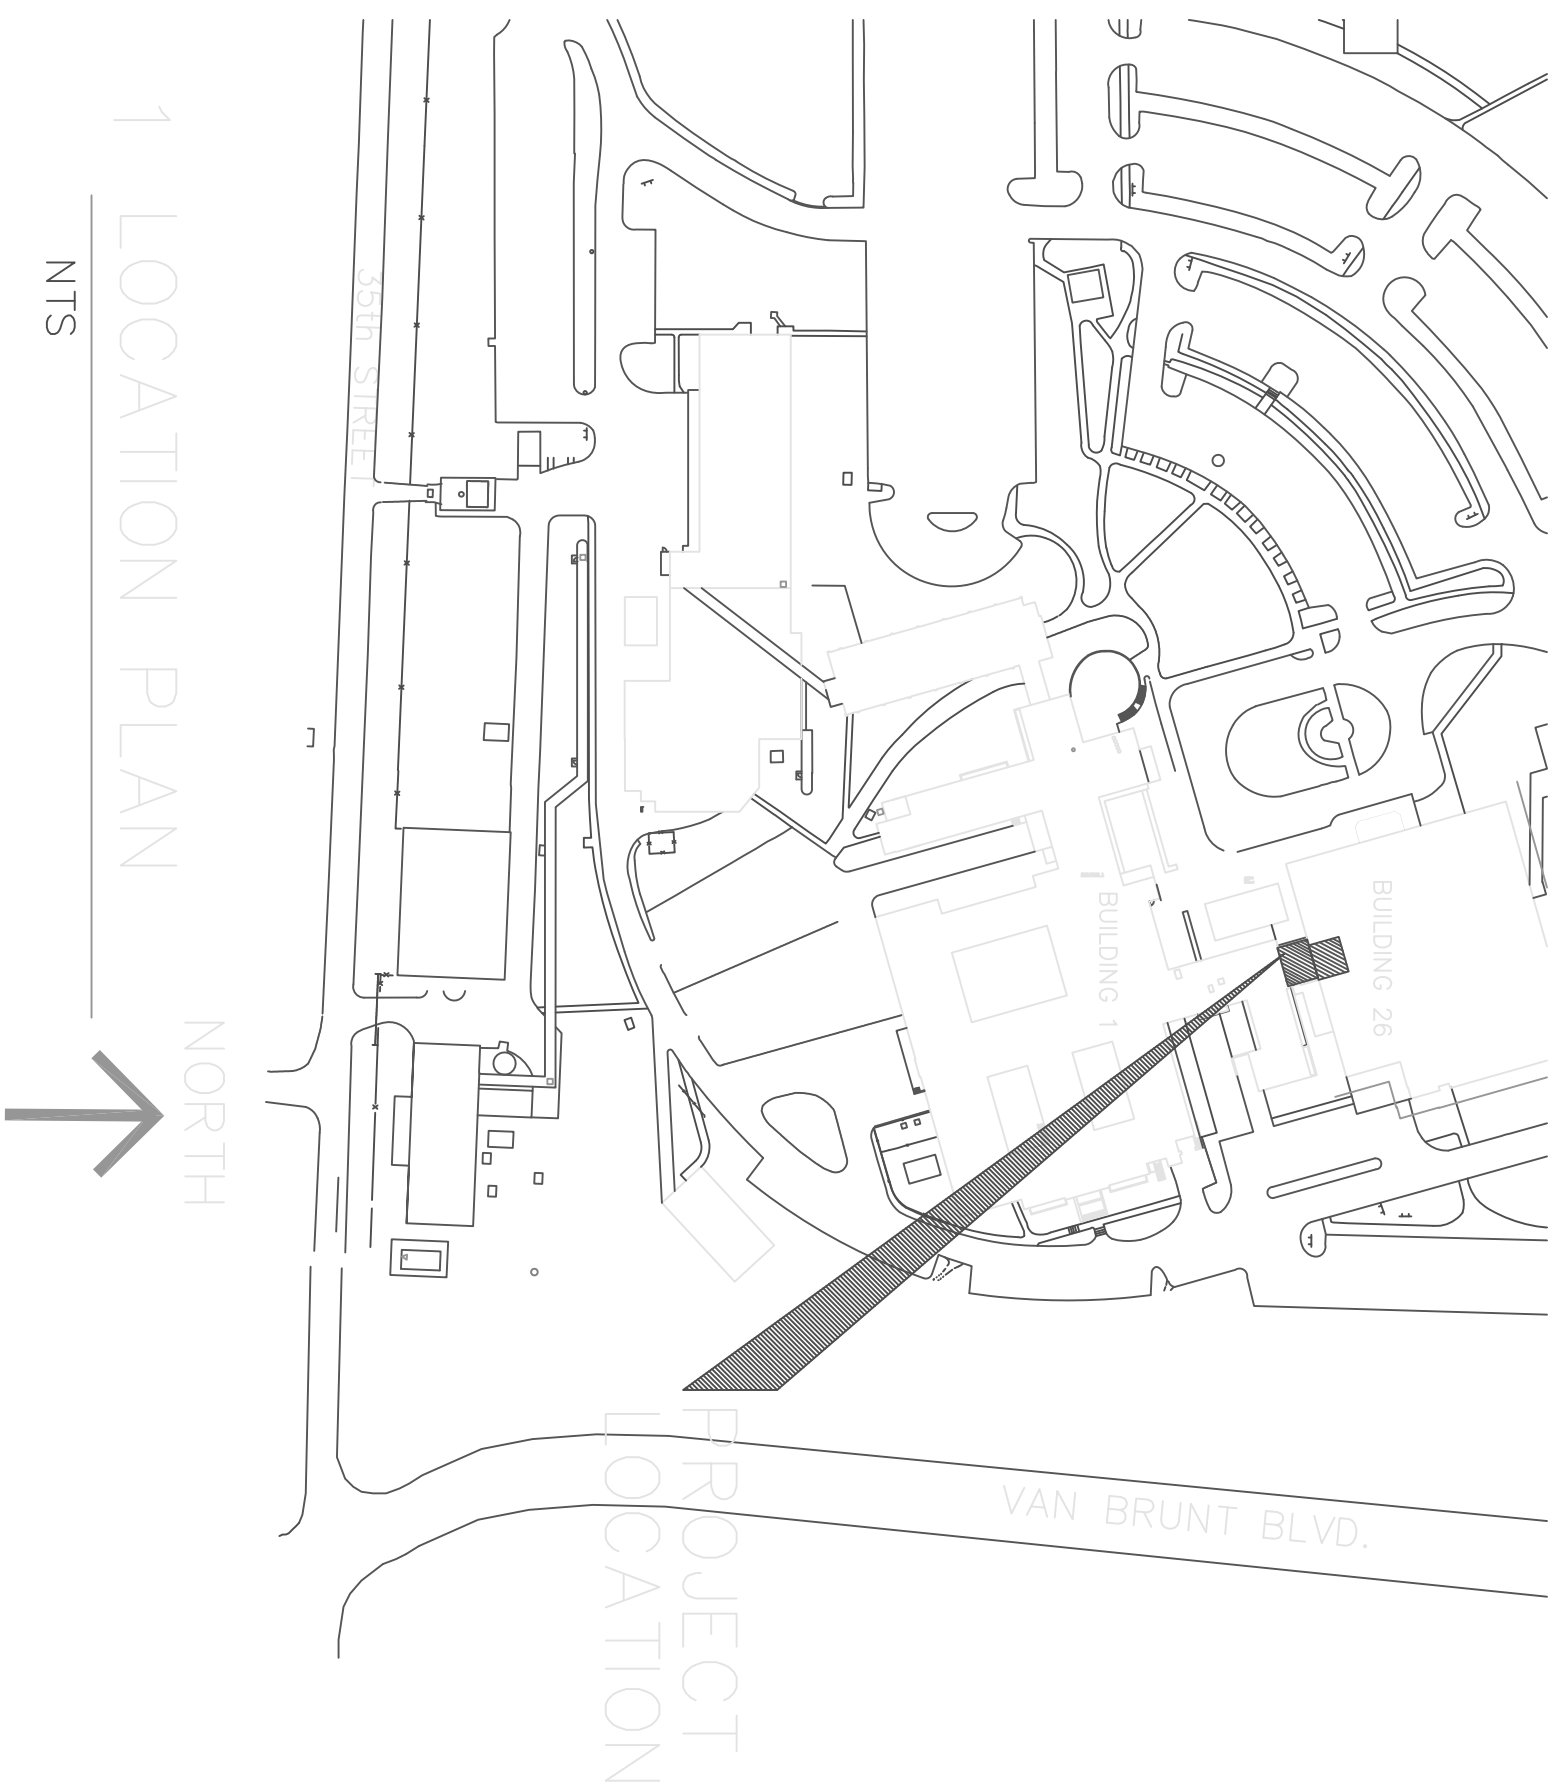 1 LOCATION PLAN
NTS
NORTH
35th STREET
BUILDING 1
BUILDING 26
VAN BRUNT BLVD.
PROJECT
LOCATION